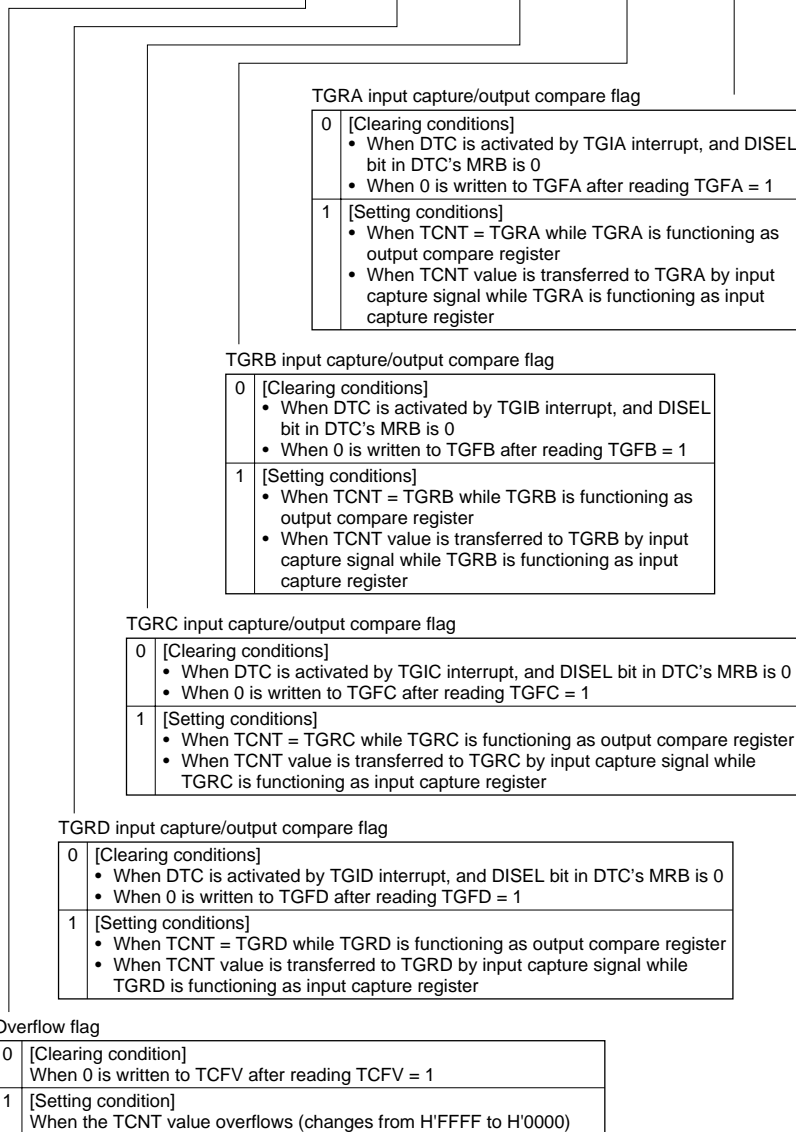 TGRA input capture/output compare flag
0 [Clearing conditions]
• When DTC is activated by TGIA interrupt, and DISEL
bit in DTC's MRB is 0
• When 0 is written to TGFA after reading TGFA = 1
1 [Setting conditions]
• When TCNT = TGRA while TGRA is functioning as
output compare register
• When TCNT value is transferred to TGRA by input
capture signal while TGRA is functioning as input
capture register
TGRB input capture/output compare flag
0 [Clearing conditions]
• When DTC is activated by TGIB interrupt, and DISEL
bit in DTC's MRB is 0
• When 0 is written to TGFB after reading TGFB = 1
1 [Setting conditions]
• When TCNT = TGRB while TGRB is functioning as
output compare register
• When TCNT value is transferred to TGRB by input
capture signal while TGRB is functioning as input
capture register
TGRC input capture/output compare flag
0 [Clearing conditions]
• When DTC is activated by TGIC interrupt, and DISEL bit in DTC's MRB is 0
• When 0 is written to TGFC after reading TGFC = 1
1 [Setting conditions]
• When TCNT = TGRC while TGRC is functioning as output compare register
• When TCNT value is transferred to TGRC by input capture signal while
TGRC is functioning as input capture register
TGRD input capture/output compare flag
0 [Clearing conditions]
• When DTC is activated by TGID interrupt, and DISEL bit in DTC's MRB is 0
• When 0 is written to TGFD after reading TGFD = 1
1 [Setting conditions]
• When TCNT = TGRD while TGRD is functioning as output compare register
• When TCNT value is transferred to TGRD by input capture signal while
TGRD is functioning as input capture register
Overflow flag
0 [Clearing condition]
When 0 is written to TCFV after reading TCFV = 1
1 [Setting condition]
When the TCNT value overflows (changes from H'FFFF to H'0000)